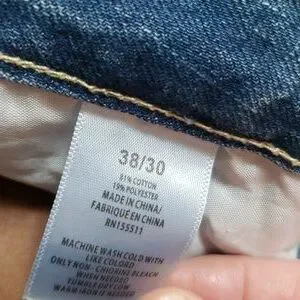 38/30
81% COTTON
19% POLYESTER
MADE IN CHINA/
FABRIQUE EN CHINA
RN155511
MACHINE WASH COLD WITH
LIKE COLORS
ONLY NON-CHLORINE BLEACH
WHEN NEEDED
TUMBLE DRY LOW
WARM IRON IF NEEDED